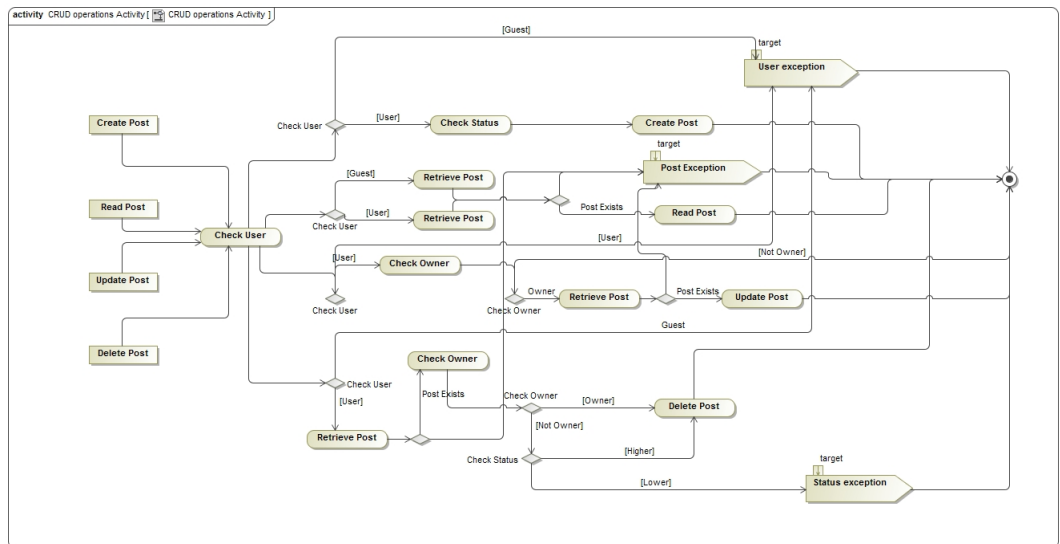 activity CRUD operations Activity [ CRUD operations Activity ]
[Guest]
target
User exception
Create Post
Check User
[User]
Check Status
Create Post
target
Post Exception
[Guest]
Retrieve Post
Read Post
Check User
[User]
Retrieve Post
Check User
Post Exists
Read Post
[User]
[Not Owner]
Update Post
[User]
Check Owner
Check User
Check Owner
Owner
Retrieve Post
Post Exists
Update Post
Guest
Delete Post
Check Owner
Check User
Post Exists
[User]
Retrieve Post
Check Owner
[Owner]
Delete Post
[Not Owner]
Check Status
[Higher]
target
[Lower]
Status exception